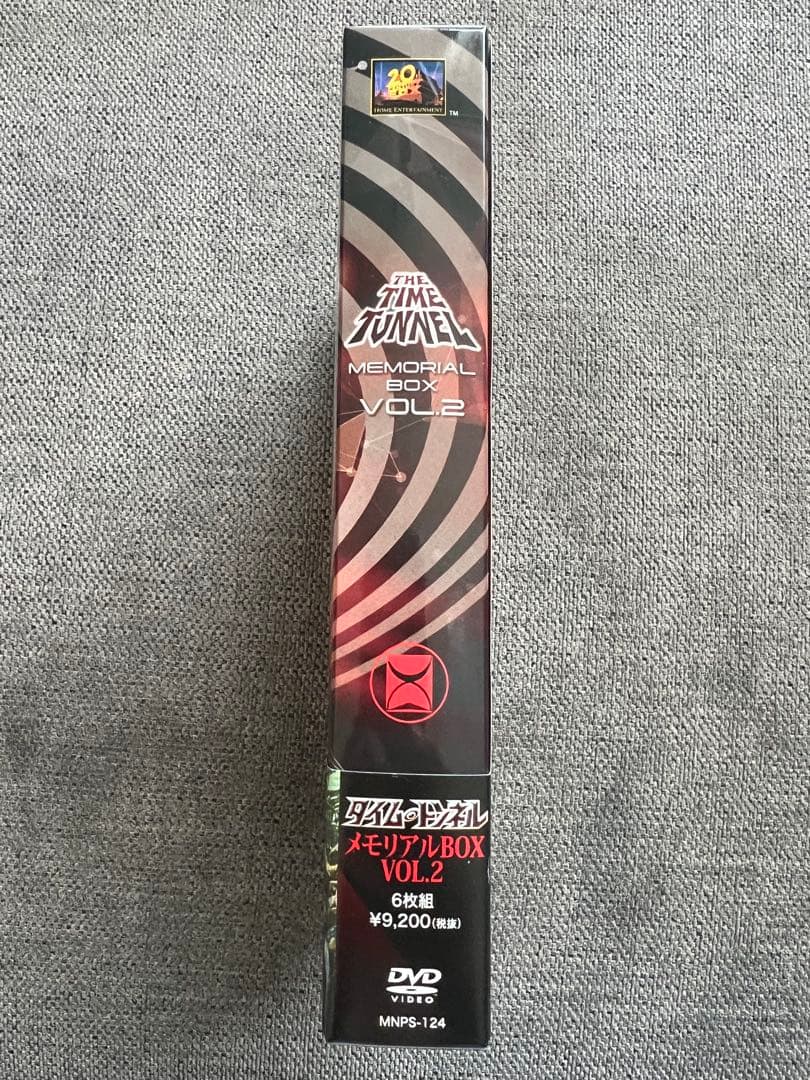 20
CENTURY
FOX
HOME ENTERTAINMENT
TM
THE
TIME
TUNNEL
MEMORIAL
BOX
VOL.2
タイムトンネル
メモリアルBOX
VOL.2
6枚組
¥9,200(税抜)
DVD
VIDEO
MNPS-124